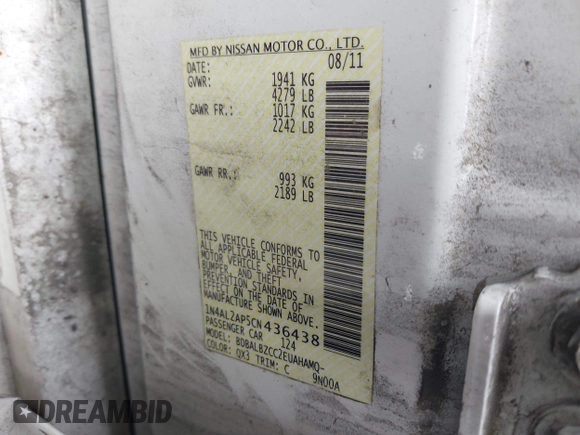 MFD BY NISSAN MOTOR CO., LTD.
DATE: 08/11
GVWR: 1941 KG
4279 LB
GAWR FR.: 1017 KG
2242 LB
GAWR RR.: 993 KG
2189 LB
THIS VEHICLE CONFORMS TO
ALL APPLICABLE FEDERAL
MOTOR VEHICLE SAFETY,
BUMPER, AND THEFT
PREVENTION STANDARDS IN
EFFECT ON THE DATE OF
MANUFACTURE SHOWN ABOVE.
1N4AL2AP5CN436438
PASSENGER CAR 124
MODEL: BDBALBZCC2EUAHAMQ-
COLOR: QX3 TRIM: C 9N00A
DREAMBID